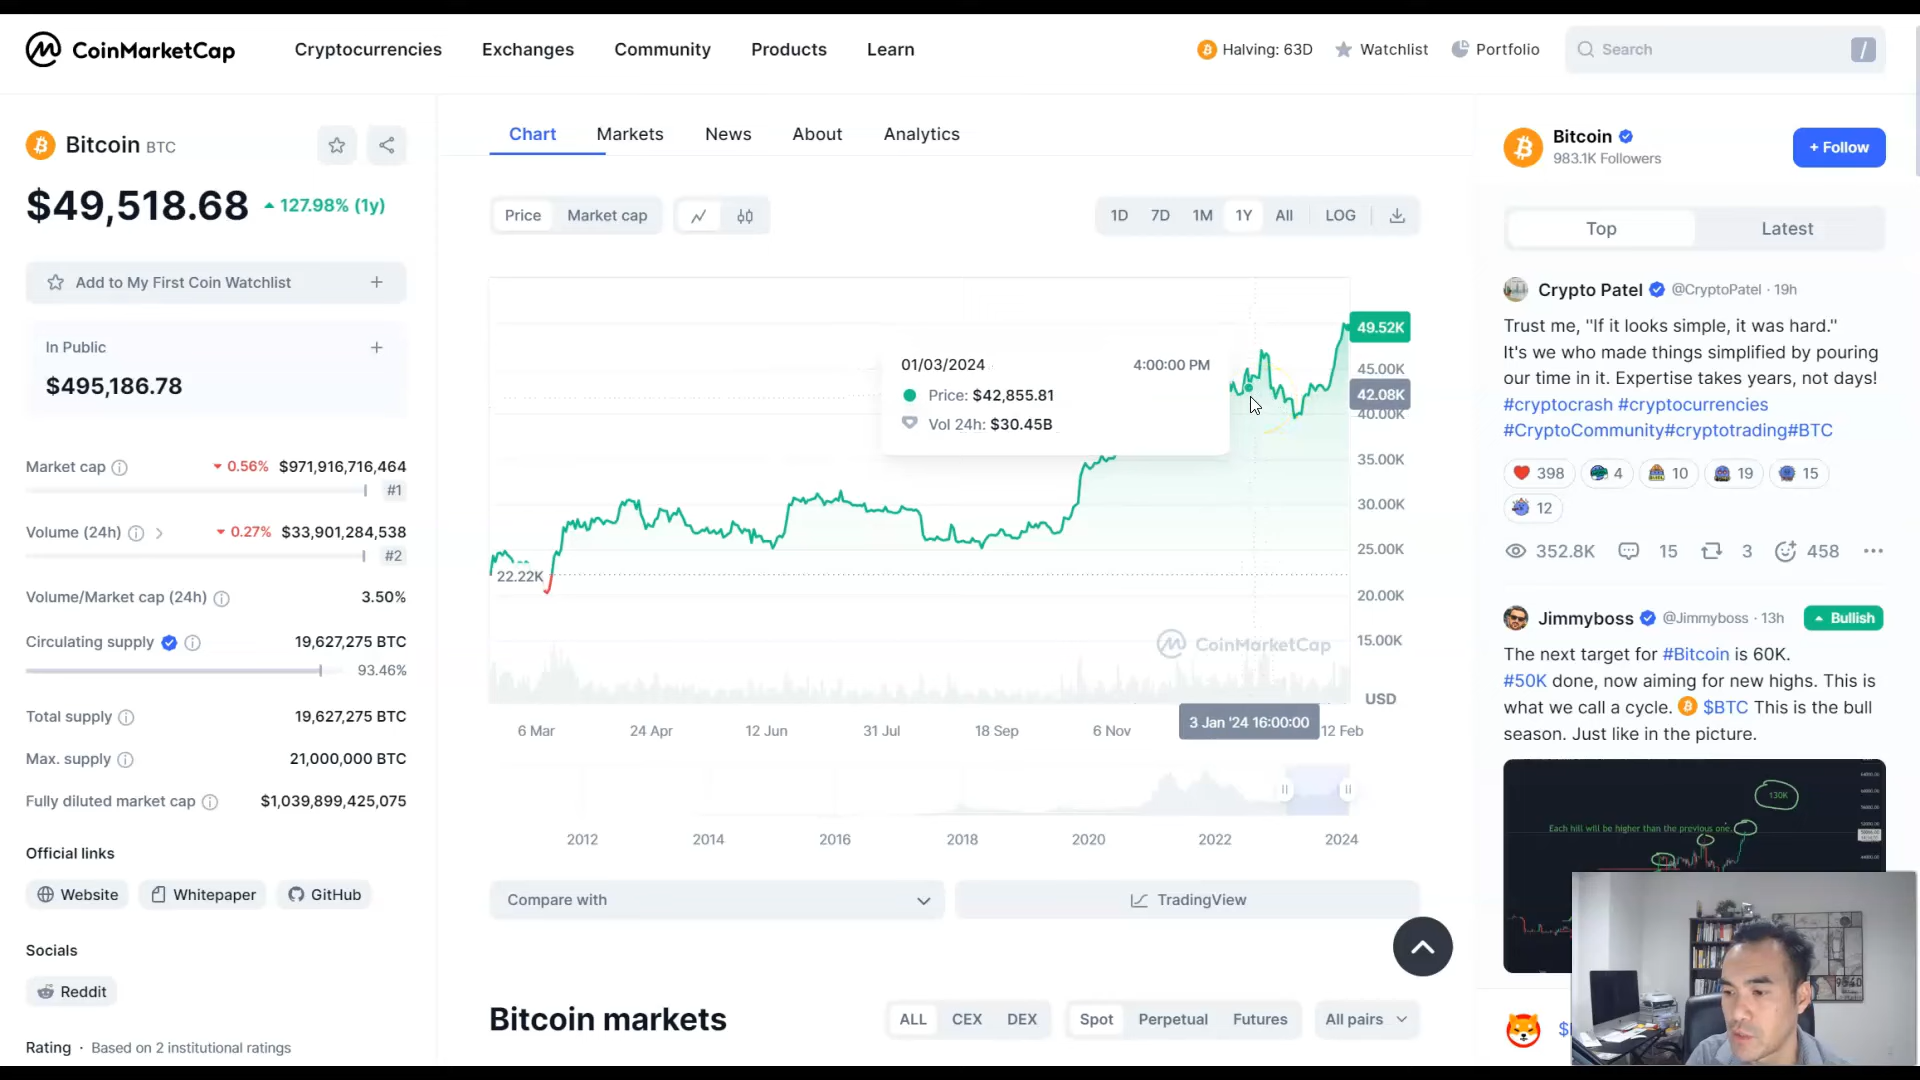 CoinMarketCap
Cryptocurrencies Exchanges Community Products Learn
Halving: 63D Watchlist Portfolio Search /
Bitcoin BTC
$49,518.68 127.98% (1y)
Add to My First Coin Watchlist +
In Public +
$495,186.78
Market cap 0.56% $971,916,716,464
#1
Volume (24h) 0.27% $33,901,284,538
#2
Volume/Market cap (24h) 3.50%
Circulating supply 19,627,275 BTC
93.46%
Total supply 19,627,275 BTC
Max. supply 21,000,000 BTC
Fully diluted market cap $1,039,899,425,075
Official links
Website Whitepaper GitHub
Socials
Reddit
Rating · Based on 2 institutional ratings
Chart Markets News About Analytics
Price Market cap
1D 7D 1M 1Y All LOG
49.52K
45.00K
42.08K
40.00K
35.00K
30.00K
25.00K
20.00K
15.00K
USD
01/03/2024 4:00:00 PM
Price: $42,855.81
Vol 24h: $30.45B
22.22K
CoinMarketCap
6 Mar 24 Apr 12 Jun 31 Jul 18 Sep 6 Nov 3 Jan '24 16:00:00 12 Feb
2012 2014 2016 2018 2020 2022 2024
Compare with TradingView
Bitcoin markets
ALL CEX DEX Spot Perpetual Futures All pairs
Bitcoin
983.1K Followers
+ Follow
Top Latest
Crypto Patel @CryptoPatel · 19h
Trust me, "If it looks simple, it was hard."
It's we who made things simplified by pouring
our time in it. Expertise takes years, not days!
#cryptocrash #cryptocurrencies
#CryptoCommunity#cryptotrading#BTC
398 4 10 19 15
12
352.8K 15 3 458
Jimmyboss @Jimmyboss · 13h Bullish
The next target for #Bitcoin is 60K.
#50K done, now aiming for new highs. This is
what we call a cycle. $BTC This is the bull
season. Just like in the picture.
130K
Each hill will be higher than the previous one.